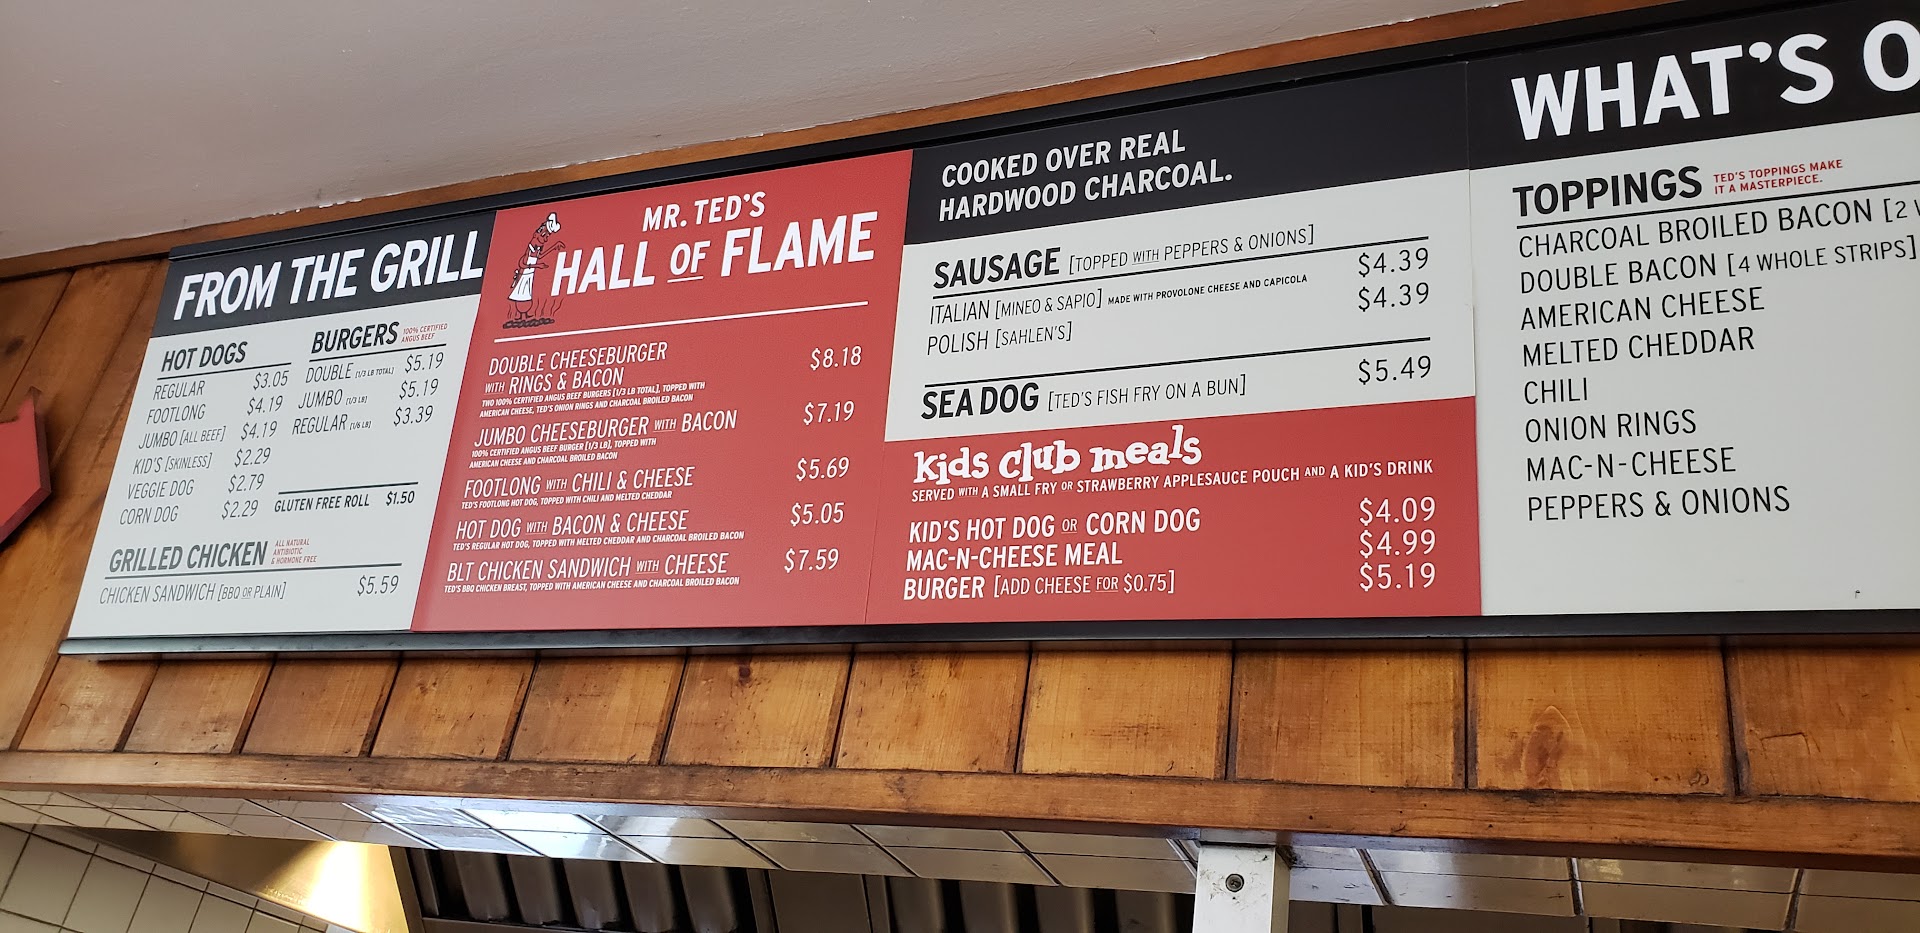 FROM THE GRILL
HOT DOGS
REGULAR $3.05
FOOTLONG $4.19
JUMBO [ALL BEEF] $4.19
KID'S [SKINLESS] $2.29
VEGGIE DOG $2.79
CORN DOG $2.29
BURGERS 100% CERTIFIED
ANGUS BEEF
DOUBLE [1/3 LB TOTAL] $5.19
JUMBO [1/3 LB] $5.19
REGULAR [1/6 LB] $3.39
GLUTEN FREE ROLL $1.50
GRILLED CHICKEN ALL NATURAL
ANTIBIOTIC
& HORMONE FREE
CHICKEN SANDWICH [BBQ OR PLAIN] $5.59
MR. TED'S
HALL OF FLAME
DOUBLE CHEESEBURGER
WITH RINGS & BACON $8.18
TWO 100% CERTIFIED ANGUS BEEF BURGERS [1/3 LB TOTAL], TOPPED WITH
AMERICAN CHEESE, TED'S ONION RINGS AND CHARCOAL BROILED BACON
JUMBO CHEESEBURGER WITH BACON $7.19
100% CERTIFIED ANGUS BEEF BURGER [1/3 LB], TOPPED WITH
AMERICAN CHEESE AND CHARCOAL BROILED BACON
FOOTLONG WITH CHILI & CHEESE $5.69
TED'S FOOTLONG HOT DOG, TOPPED WITH CHILI AND MELTED CHEDDAR
HOT DOG WITH BACON & CHEESE $5.05
TED'S REGULAR HOT DOG, TOPPED WITH MELTED CHEDDAR AND CHARCOAL BROILED BACON
BLT CHICKEN SANDWICH WITH CHEESE $7.59
TED'S BBQ CHICKEN BREAST, TOPPED WITH AMERICAN CHEESE AND CHARCOAL BROILED BACON
COOKED OVER REAL
HARDWOOD CHARCOAL.
SAUSAGE [TOPPED WITH PEPPERS & ONIONS]
ITALIAN [MINEO & SAPIO] MADE WITH PROVOLONE CHEESE AND CAPICOLA $4.39
POLISH [SAHLEN'S] $4.39
SEA DOG [TED'S FISH FRY ON A BUN] $5.49
kids club meals
SERVED WITH A SMALL FRY OR STRAWBERRY APPLESAUCE POUCH AND A KID'S DRINK
KID'S HOT DOG OR CORN DOG $4.09
MAC-N-CHEESE MEAL $4.99
BURGER [ADD CHEESE FOR $0.75] $5.19
WHAT'S O
TOPPINGS TED'S TOPPINGS MAKE
IT A MASTERPIECE.
CHARCOAL BROILED BACON [2
DOUBLE BACON [4 WHOLE STRIPS]
AMERICAN CHEESE
MELTED CHEDDAR
CHILI
ONION RINGS
MAC-N-CHEESE
PEPPERS & ONIONS